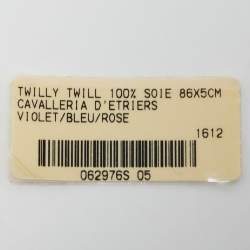 TWILLY TWILL 100% SOIE 86X5CM
CAVALLERIA D'ETRIERS
VIOLET/BLEU/ROSE
1612
062976S 05